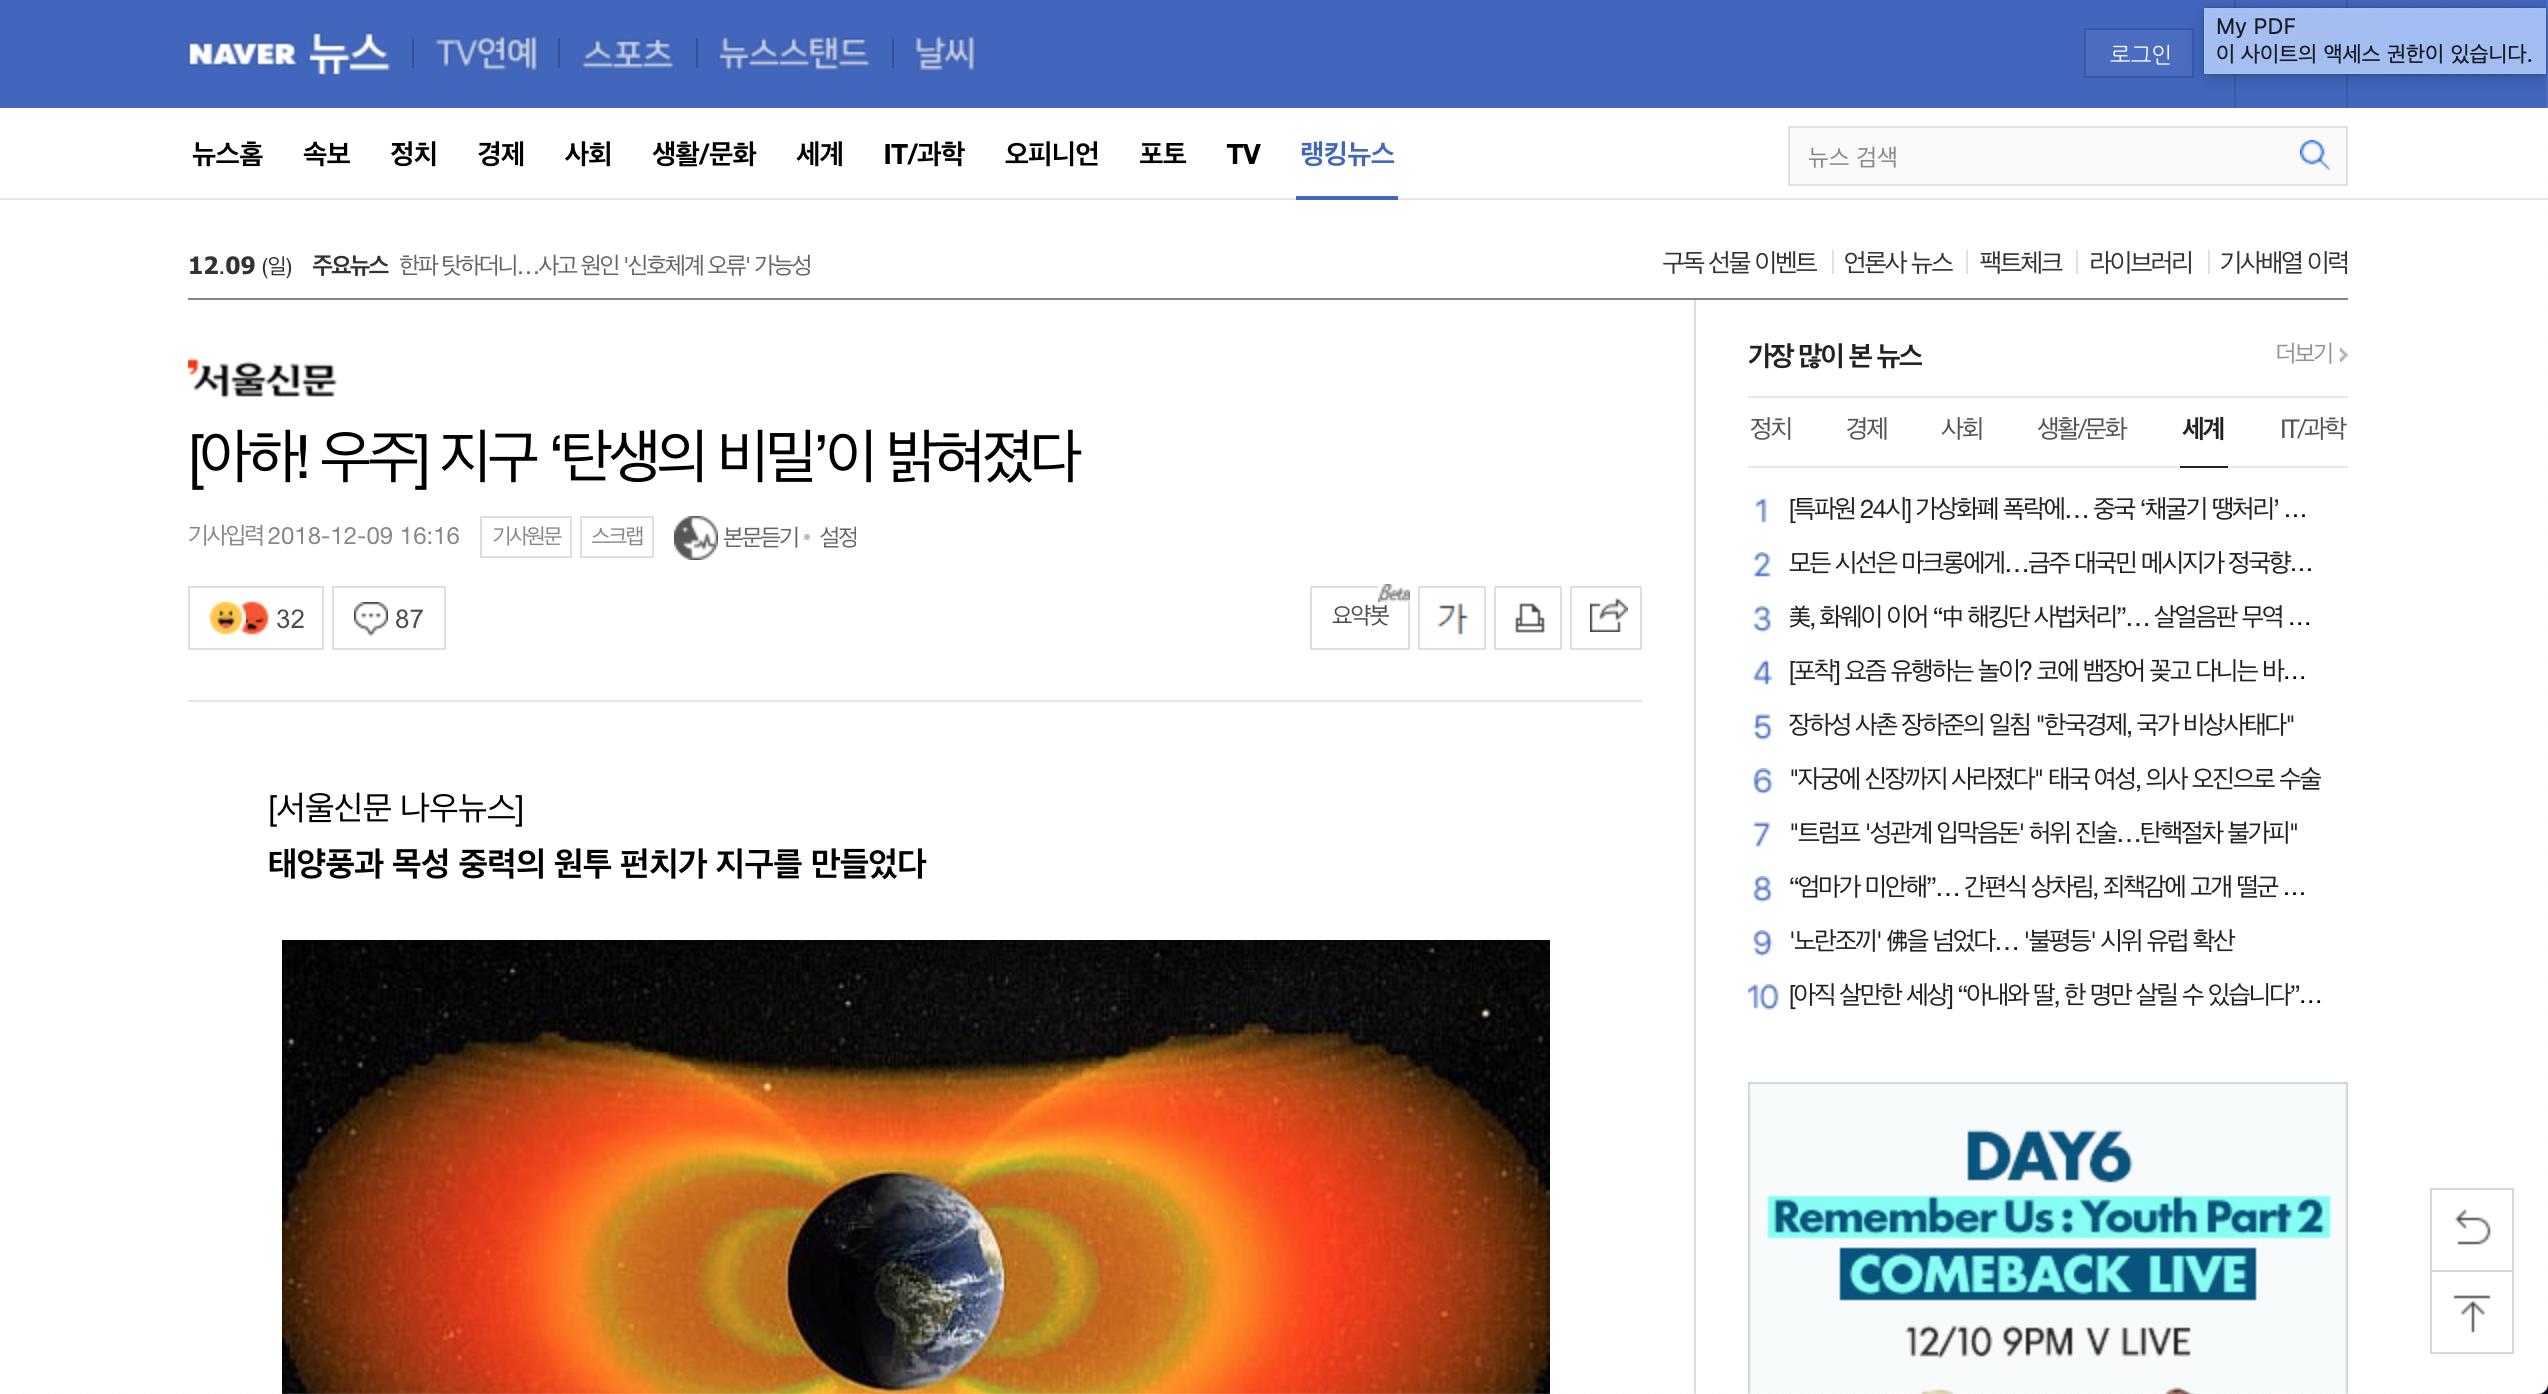 NAVER 뉴스 TV연예 스포츠 뉴스스탠드 날씨
로그인
My PDF
이 사이트의 액세스 권한이 있습니다.
뉴스홈 속보 정치 경제 사회 생활/문화 세계 IT/과학 오피니언 포토 TV 랭킹뉴스
뉴스 검색
12.09 (일) 주요뉴스 한파 탓하더니...사고 원인 '신호체계 오류' 가능성
구독 선물 이벤트 언론사 뉴스 팩트체크 라이브러리 기사배열 이력
서울신문
[아하! 우주] 지구 ‘탄생의 비밀’이 밝혀졌다
기사입력 2018-12-09 16:16 기사원문 스크랩 본문듣기 · 설정
32 87
요약봇 Beta 가
[서울신문 나우뉴스]
태양풍과 목성 중력의 원투 펀치가 지구를 만들었다
가장 많이 본 뉴스 더보기
정치 경제 사회 생활/문화 세계 IT/과학
1 [특파원 24시] 가상화폐 폭락에… 중국 ‘채굴기 땡처리’ ...
2 모든 시선은 마크롱에게…금주 대국민 메시지가 정국향...
3 美, 화웨이 이어 “中 해킹단 사법처리”… 살얼음판 무역 ...
4 [포착] 요즘 유행하는 놀이? 코에 뱀장어 꽂고 다니는 바...
5 장하성 사촌 장하준의 일침 "한국경제, 국가 비상사태다"
6 "자궁에 신장까지 사라졌다" 태국 여성, 의사 오진으로 수술
7 "트럼프 '성관계 입막음돈' 허위 진술…탄핵절차 불가피"
8 “엄마가 미안해”… 간편식 상차림, 죄책감에 고개 떨군 ...
9 '노란조끼' 佛을 넘었다… '불평등' 시위 유럽 확산
10 [아직 살만한 세상] “아내와 딸, 한 명만 살릴 수 있습니다”...
DAY6
Remember Us : Youth Part 2
COMEBACK LIVE
12/10 9PM V LIVE